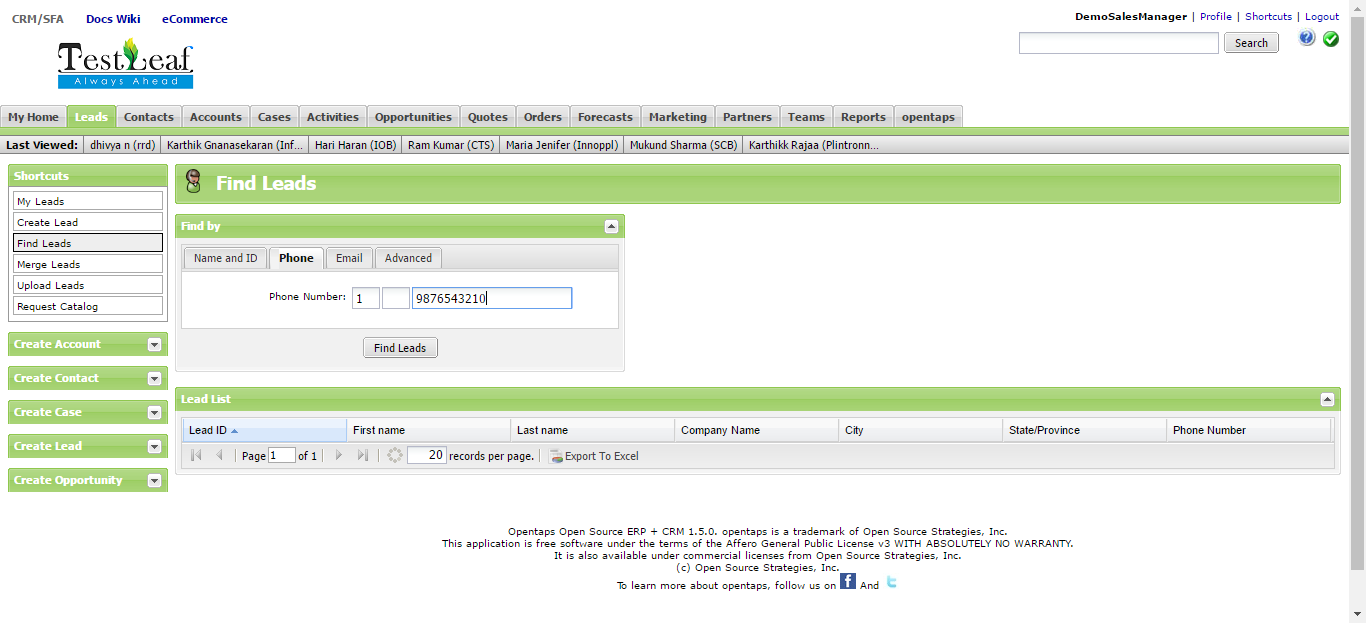 CRM/SFA Docs Wiki eCommerce
DemoSalesManager | Profile | Shortcuts | Logout
Search
TestLeaf
Always Ahead
My Home Leads Contacts Accounts Cases Activities Opportunities Quotes Orders Forecasts Marketing Partners Teams Reports opentaps
Last Viewed: dhivya n (rrd) Karthik Gnanasekaran (Inf... Hari Haran (IOB) Ram Kumar (CTS) Maria Jenifer (Innoppl) Mukund Sharma (SCB) Karthikk Rajaa (Plintronn...
Shortcuts
My Leads
Create Lead
Find Leads
Merge Leads
Upload Leads
Request Catalog
Create Account
Create Contact
Create Case
Create Lead
Create Opportunity
Find Leads
Find by
Name and ID Phone Email Advanced
Phone Number: 1 9876543210
Find Leads
Lead List
Lead ID First name Last name Company Name City State/Province Phone Number
Page 1 of 1 20 records per page. Export To Excel
Opentaps Open Source ERP + CRM 1.5.0. opentaps is a trademark of Open Source Strategies, Inc.
This application is free software under the terms of the Affero General Public License v3 WITH ABSOLUTELY NO WARRANTY.
It is also available under commercial licenses from Open Source Strategies, Inc.
(c) Open Source Strategies, Inc.
To learn more about opentaps, follow us on f And t